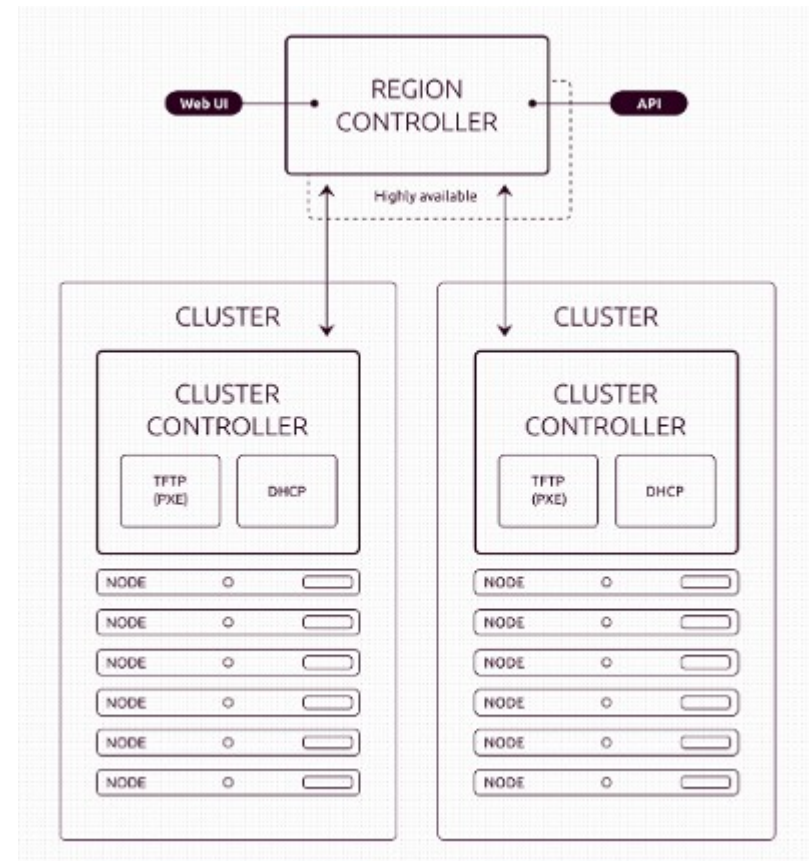 REGION
CONTROLLER
Web UI
API
Highly available
CLUSTER
CLUSTER
CONTROLLER
TFTP
(PXE)
DHCP
NODE
NODE
NODE
NODE
NODE
NODE
CLUSTER
CLUSTER
CONTROLLER
TFTP
(PXE)
DHCP
NODE
NODE
NODE
NODE
NODE
NODE